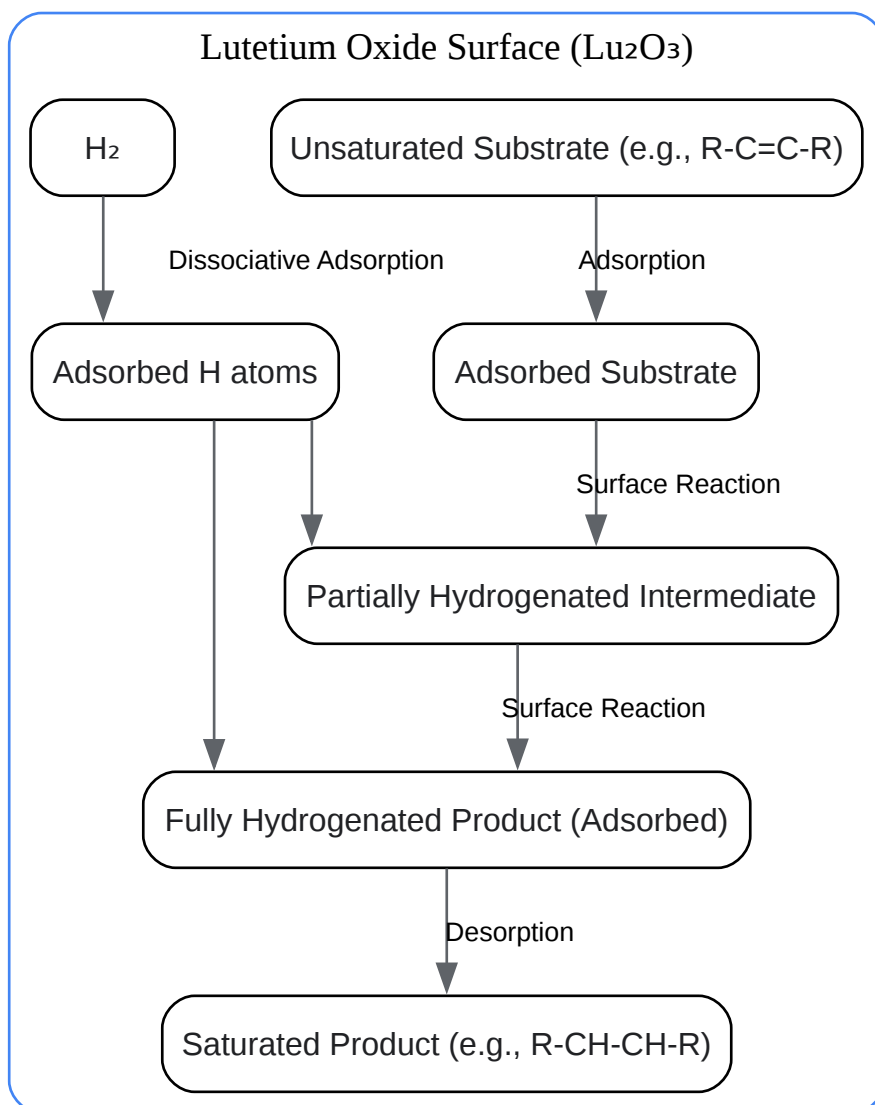 Lutetium Oxide Surface (Lu₂O₃)
H₂
Unsaturated Substrate (e.g., R-C=C-R)
Dissociative Adsorption
Adsorption
Adsorbed H atoms
Adsorbed Substrate
Surface Reaction
Partially Hydrogenated Intermediate
Surface Reaction
Fully Hydrogenated Product (Adsorbed)
Desorption
Saturated Product (e.g., R-CH-CH-R)